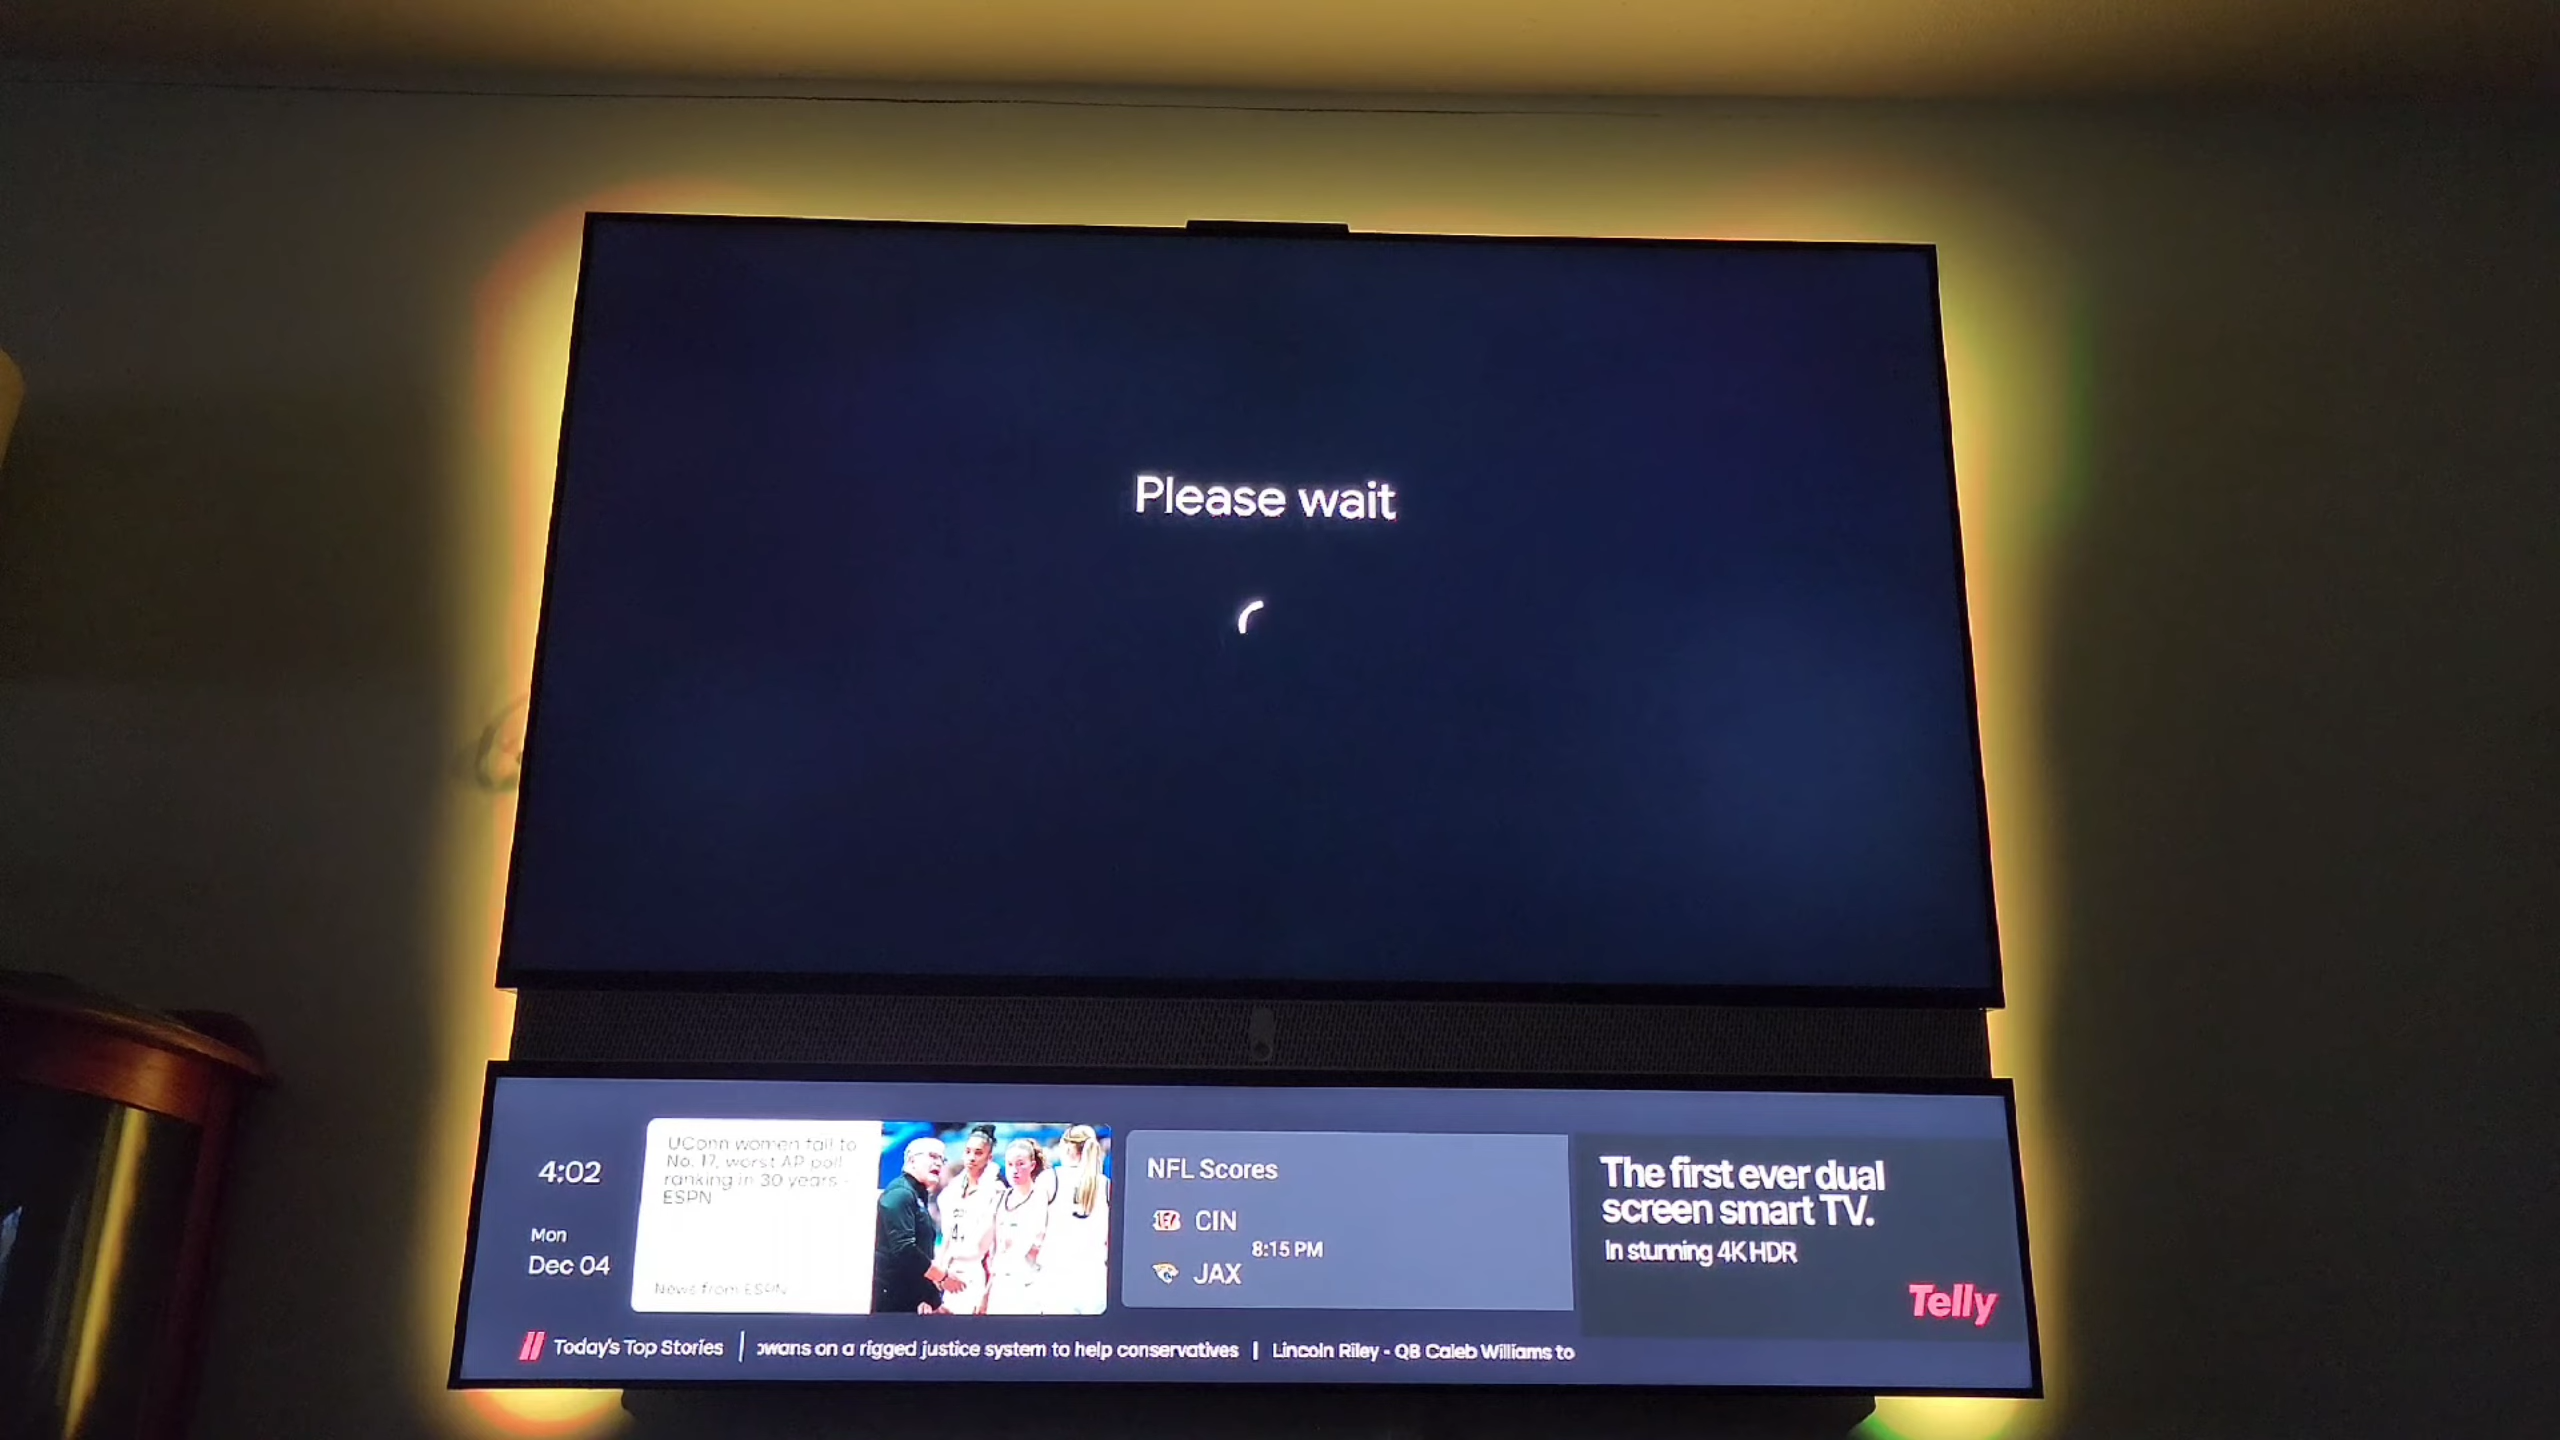 Please wait
4:02
Mon
Dec 04
UConn women fall to
No. 17, worst AP poll
ranking in 30 years -
ESPN
News from ESPN
NFL Scores
CIN
8:15 PM
JAX
The first ever dual
screen smart TV.
In stunning 4K HDR
Telly
Today's Top Stories | owans on a rigged justice system to help conservatives | Lincoln Riley - QB Caleb Williams to